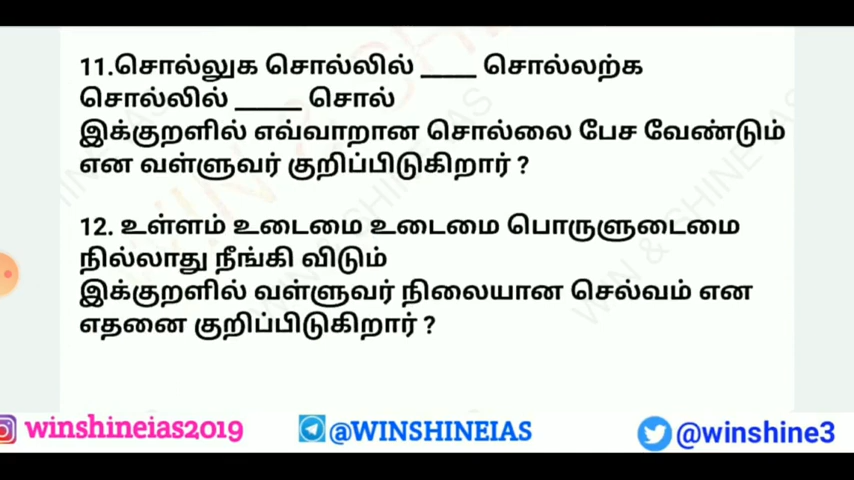 11.சொல்லுக சொல்லில் _____ சொல்லற்க
சொல்லில் ______ சொல்
இக்குறளில் எவ்வாறான சொல்லை பேச வேண்டும்
என வள்ளுவர் குறிப்பிடுகிறார் ?
12. உள்ளம் உடைமை உடைமை பொருளுடைமை
நில்லாது நீங்கி விடும்
இக்குறளில் வள்ளுவர் நிலையான செல்வம் என
எதனை குறிப்பிடுகிறார் ?
winshineias2019 @WINSHINEIAS @winshine3